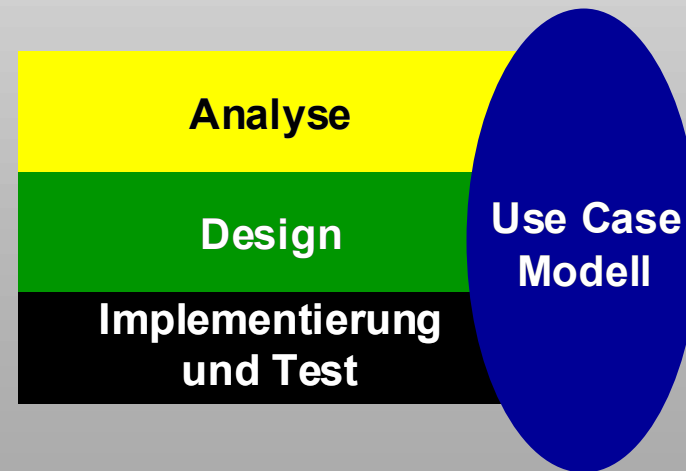 Analyse
Design
Use Case
Modell
Implementierung
und Test